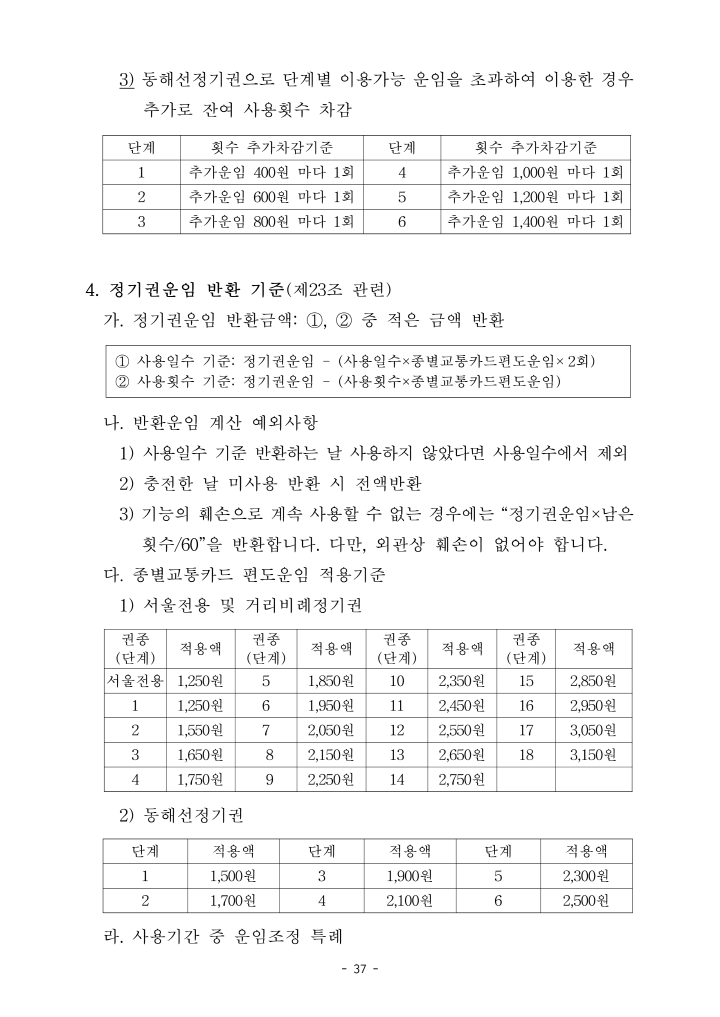 3) 동해선정기권으로 단계별 이용가능 운임을 초과하여 이용한 경우
추가로 잔여 사용횟수 차감
단계 횟수 추가차감기준 단계 횟수 추가차감기준
1 추가운임 400원 마다 1회 4 추가운임 1,000원 마다 1회
2 추가운임 600원 마다 1회 5 추가운임 1,200원 마다 1회
3 추가운임 800원 마다 1회 6 추가운임 1,400원 마다 1회
4. 정기권운임 반환 기준(제23조 관련)
가. 정기권운임 반환금액: ①, ② 중 적은 금액 반환
① 사용일수 기준: 정기권운임 - (사용일수×종별교통카드편도운임× 2회)
② 사용횟수 기준: 정기권운임 - (사용횟수×종별교통카드편도운임)
나. 반환운임 계산 예외사항
1) 사용일수 기준 반환하는 날 사용하지 않았다면 사용일수에서 제외
2) 충전한 날 미사용 반환 시 전액반환
3) 기능의 훼손으로 계속 사용할 수 없는 경우에는 “정기권운임×남은
횟수/60”을 반환합니다. 다만, 외관상 훼손이 없어야 합니다.
다. 종별교통카드 편도운임 적용기준
1) 서울전용 및 거리비례정기권
권종 권종 권종 권종
(단계) 적용액 (단계) 적용액 (단계) 적용액 (단계) 적용액
서울전용 1,250원 5 1,850원 10 2,350원 15 2,850원
1 1,250원 6 1,950원 11 2,450원 16 2,950원
2 1,550원 7 2,050원 12 2,550원 17 3,050원
3 1,650원 8 2,150원 13 2,650원 18 3,150원
4 1,750원 9 2,250원 14 2,750원
2) 동해선정기권
단계 적용액 단계 적용액 단계 적용액
1 1,500원 3 1,900원 5 2,300원
2 1,700원 4 2,100원 6 2,500원
라. 사용기간 중 운임조정 특례
- 37 -